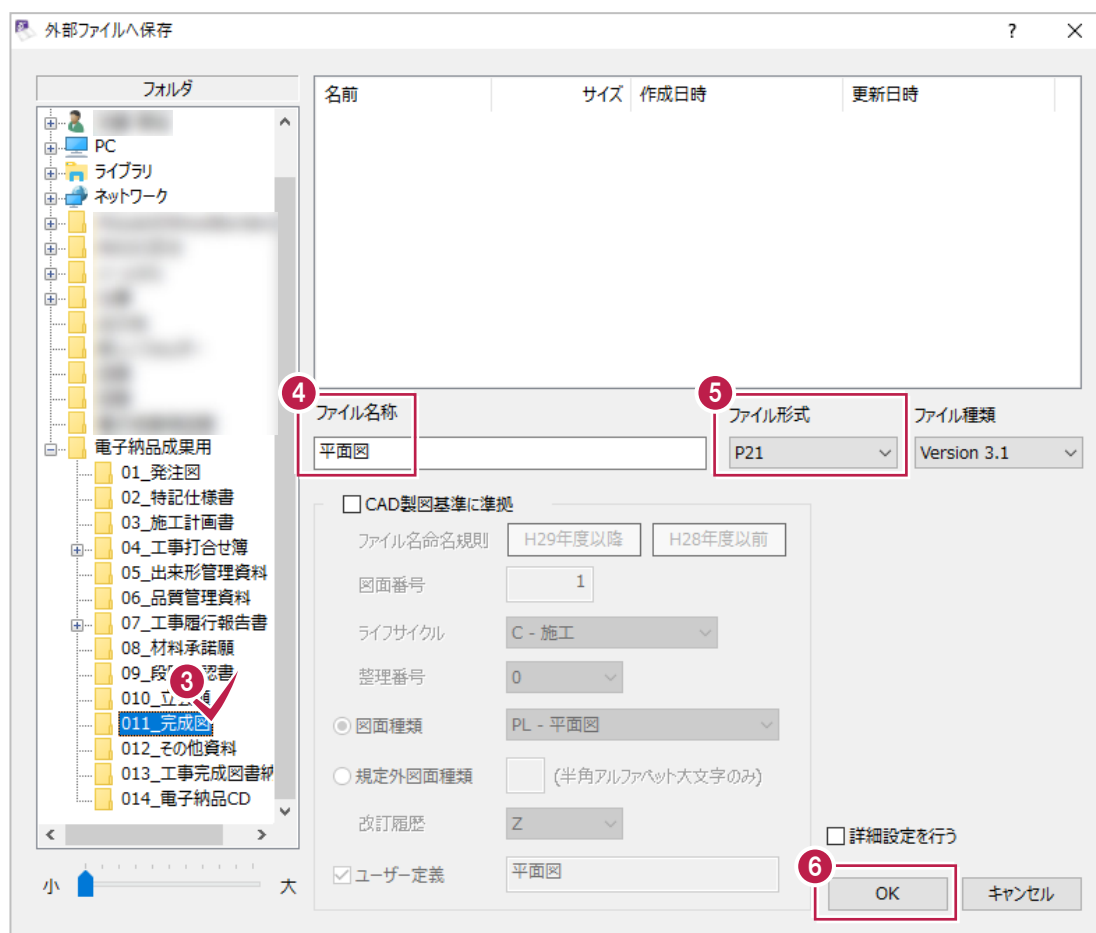 外部ファイルへ保存
?
フォルダ
PC
ライブラリ
ネットワーク
電子納品成果用
01_発注図
02_特記仕様書
03_施工計画書
04_工事打合せ簿
05_出来形管理資料
06_品質管理資料
07_工事履行報告書
08_材料承諾願
09_段
認書
010_立
011_完成図
012_その他資料
013_工事完成図書納
014_電子納品CD
3
小
大
名前
サイズ
作成日時
更新日時
4
ファイル名称
平面図
5
ファイル形式
P21
ファイル種類
Version 3.1
CAD製図基準に準拠
ファイル名命名規則
H29年度以降
H28年度以前
図面番号
1
ライフサイクル
C - 施工
整理番号
0
図面種類
PL - 平面図
規定外図面種類
(半角アルファベット大文字のみ)
改訂履歴
Z
ユーザー定義
平面図
詳細設定を行う
6
OK
キャンセル